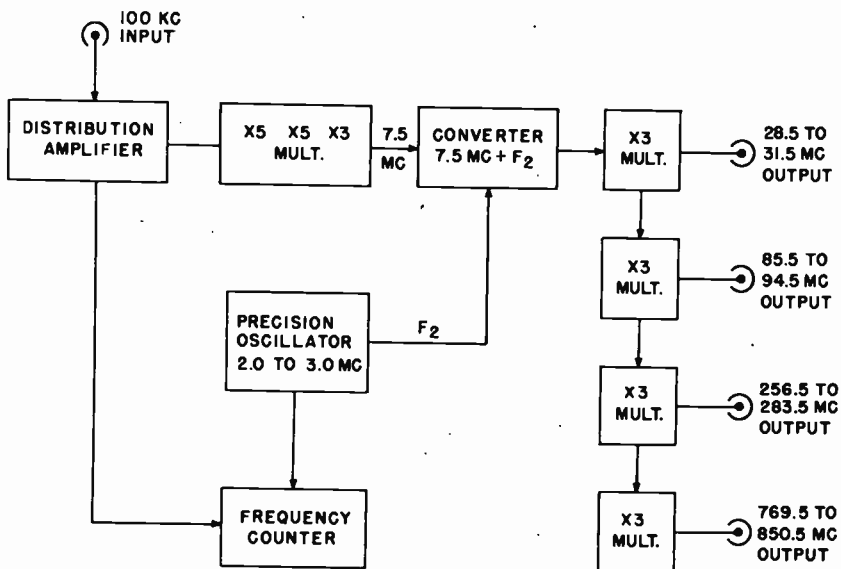 100 KC
INPUT
DISTRIBUTION
AMPLIFIER
X5 X5 X3
MULT.
7.5
MC
CONVERTER
7.5 MC + F2
X3
MULT.
28.5 TO
31.5 MC
OUTPUT
X3
MULT.
85.5 TO
94.5 MC
OUTPUT
PRECISION
OSCILLATOR
2.0 TO 3.0 MC
F2
X3
MULT.
256.5 TO
283.5 MC
OUTPUT
FREQUENCY
COUNTER
X3
MULT.
769.5 TO
850.5 MC
OUTPUT